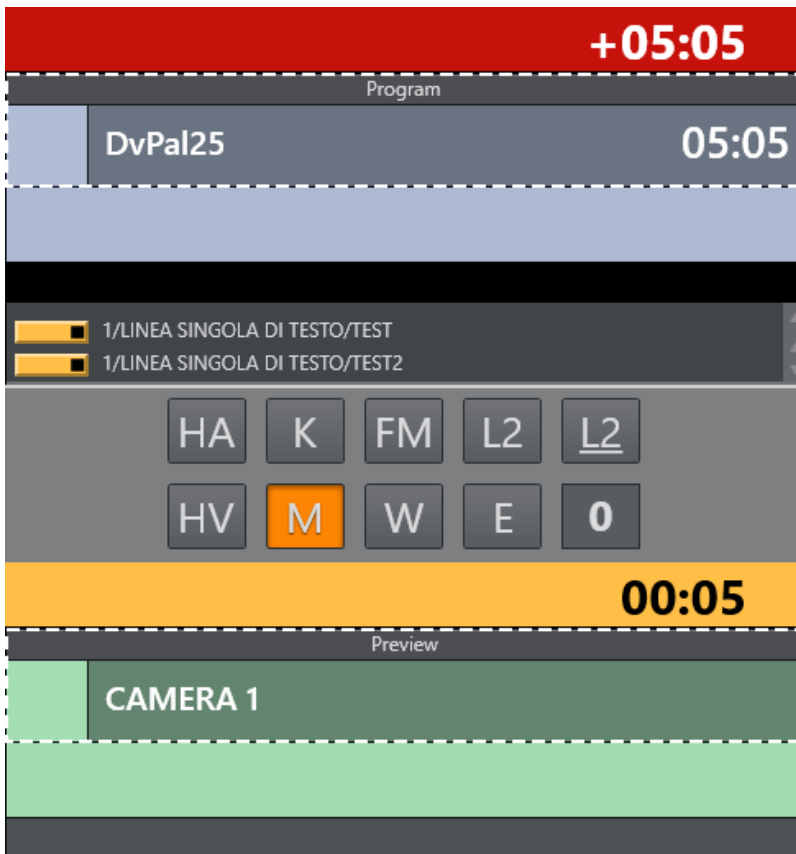 +05:05
Program
DvPal25 05:05
1/LINEA SINGOLA DI TESTO/TEST
1/LINEA SINGOLA DI TESTO/TEST2
HA K FM L2 L2
HV M W E 0
00:05
Preview
CAMERA 1